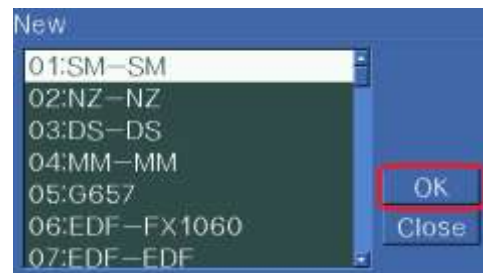 New
01:SM-SM
02:NZ-NZ
03:DS-DS
04:MM-MM
05:G657
06:EDF-FX1060
07:EDF-EDF
OK
Close